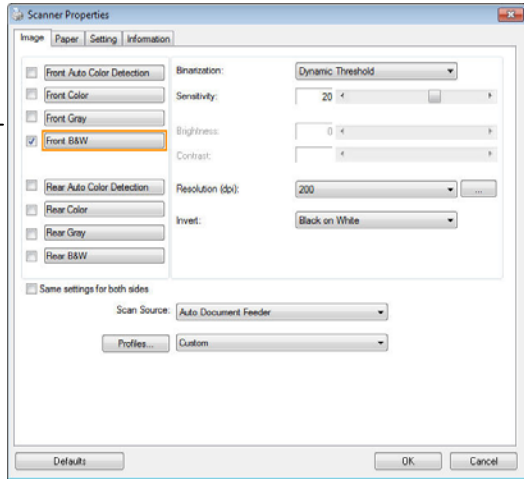 Scanner Properties
Image Paper Setting Information
Front Auto Color Detection
Front Color
Front Gray
Front B&W
Rear Auto Color Detection
Rear Color
Rear Gray
Rear B&W
Binarization: Dynamic Threshold
Sensitivity: 20
Brightness: 0
Contrast:
Resolution (dpi): 200 ...
Invert: Black on White
Same settings for both sides
Scan Source: Auto Document Feeder
Profiles... Custom
Defaults OK Cancel